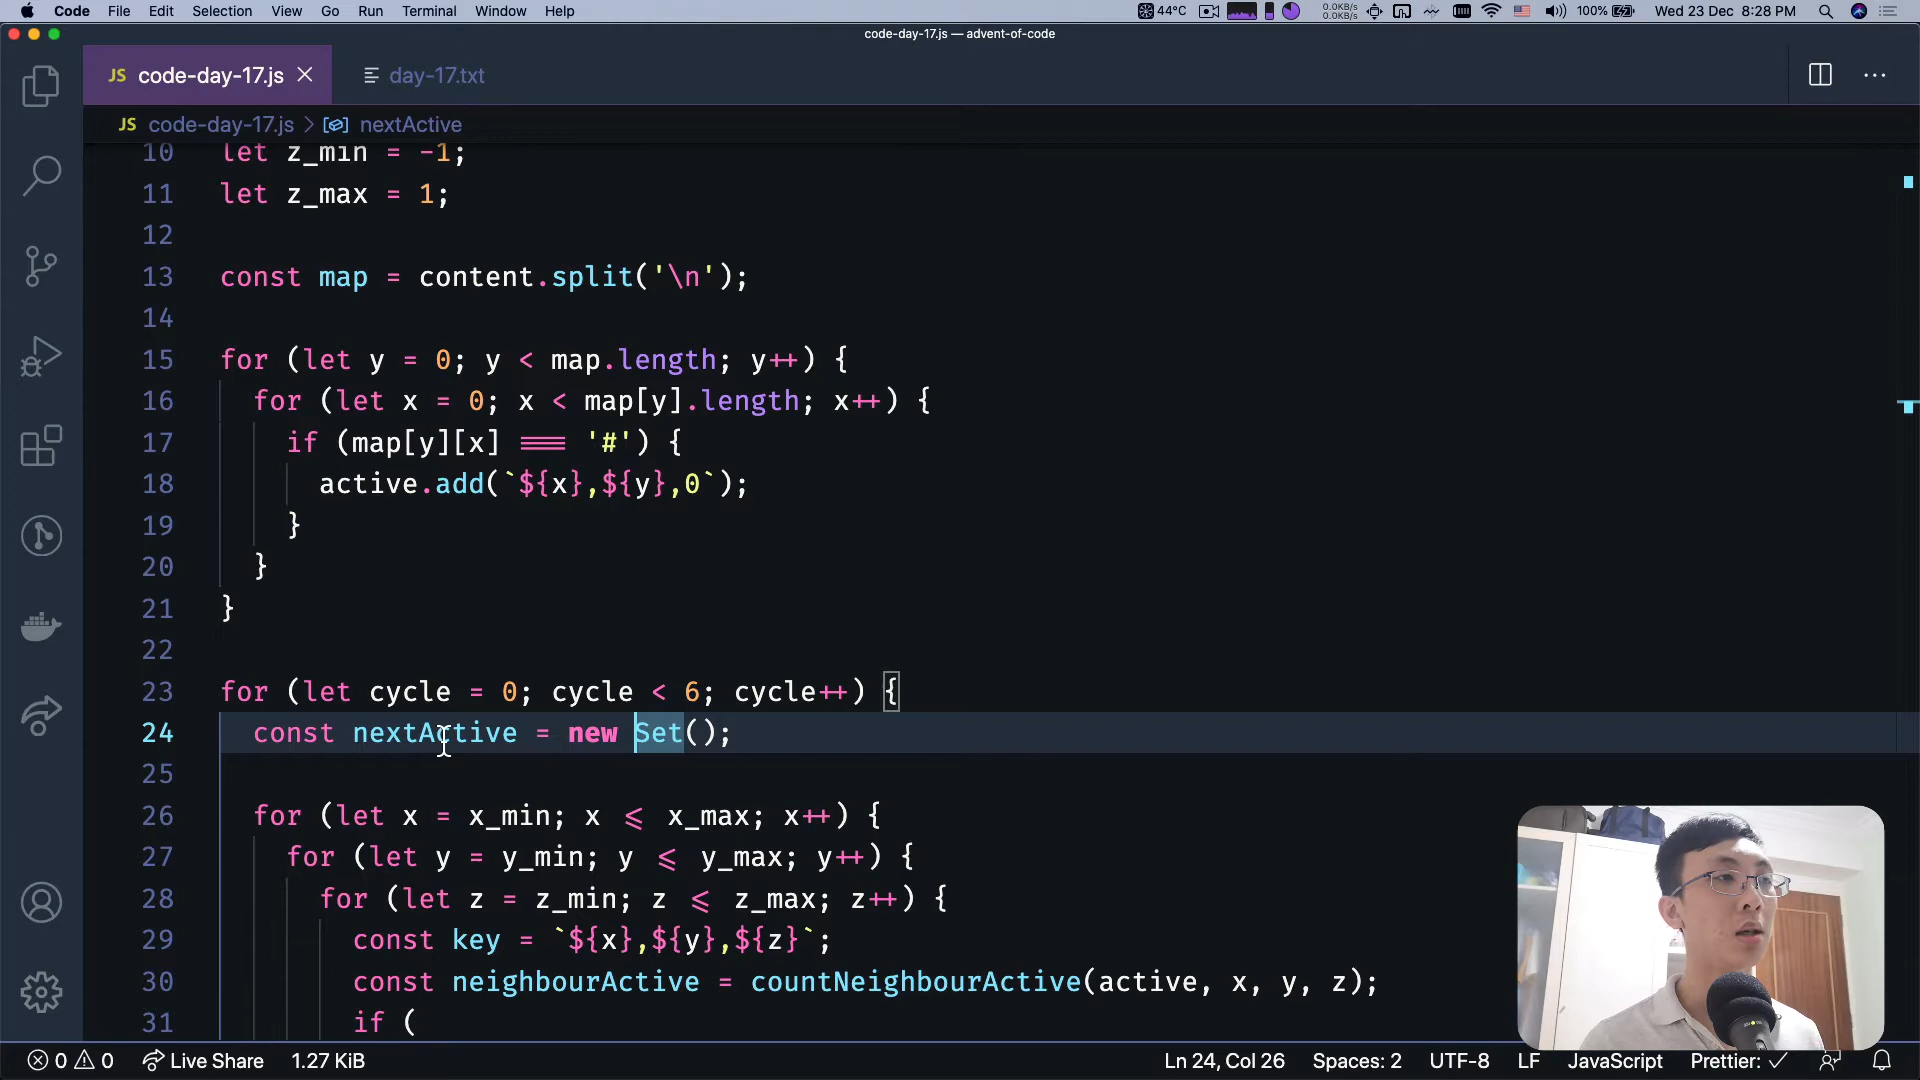 Code File Edit Selection View Go Run Terminal Window Help 44°C 0.0KB/s 0.0KB/s 100% Wed 23 Dec 8:28 PM
code-day-17.js — advent-of-code
JS code-day-17.js day-17.txt
JS code-day-17.js > nextActive
10 let z_min = -1;
11 let z_max = 1;
12
13 const map = content.split('\n');
14
15 for (let y = 0; y < map.length; y++) {
16 for (let x = 0; x < map[y].length; x++) {
17 if (map[y][x] === '#') {
18 active.add(`${x},${y},0`);
19 }
20 }
21 }
22
23 for (let cycle = 0; cycle < 6; cycle++) {
24 const nextActive = new Set();
25
26 for (let x = x_min; x <= x_max; x++) {
27 for (let y = y_min; y <= y_max; y++) {
28 for (let z = z_min; z <= z_max; z++) {
29 const key = `${x},${y},${z}`;
30 const neighbourActive = countNeighbourActive(active, x, y, z);
31 if (
0 0 Live Share 1.27 KiB Ln 24, Col 26 Spaces: 2 UTF-8 LF JavaScript Prettier: ✓